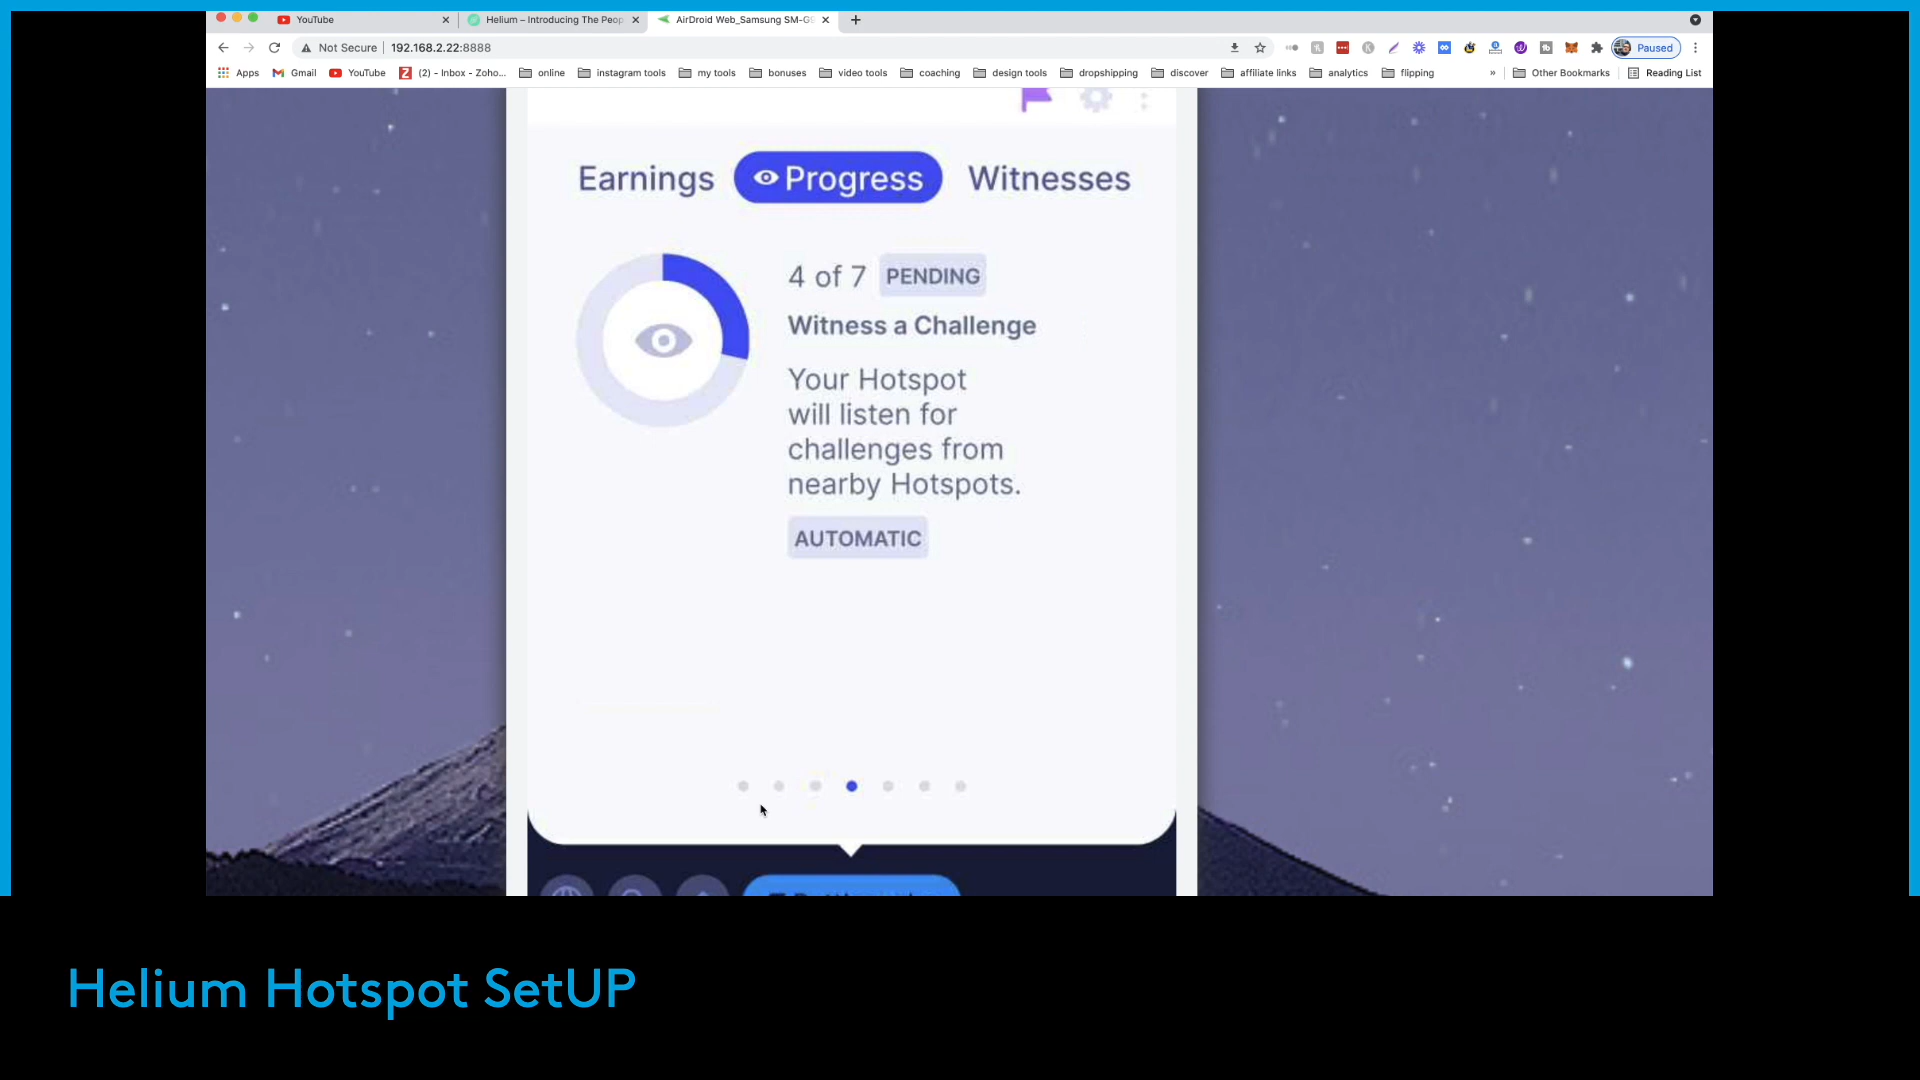 YouTube
Helium – Introducing The Peop
AirDroid Web_Samsung SM-G
Not Secure
192.168.2.22:8888
Paused
Apps
Gmail
YouTube
(2) - Inbox - Zoho...
online
instagram tools
my tools
bonuses
video tools
coaching
design tools
dropshipping
discover
affiliate links
analytics
flipping
»
Other Bookmarks
Reading List
Earnings
Progress
Witnesses
4 of 7 PENDING
Witness a Challenge
Your Hotspot
will listen for
challenges from
nearby Hotspots.
AUTOMATIC
Helium Hotspot SetUP